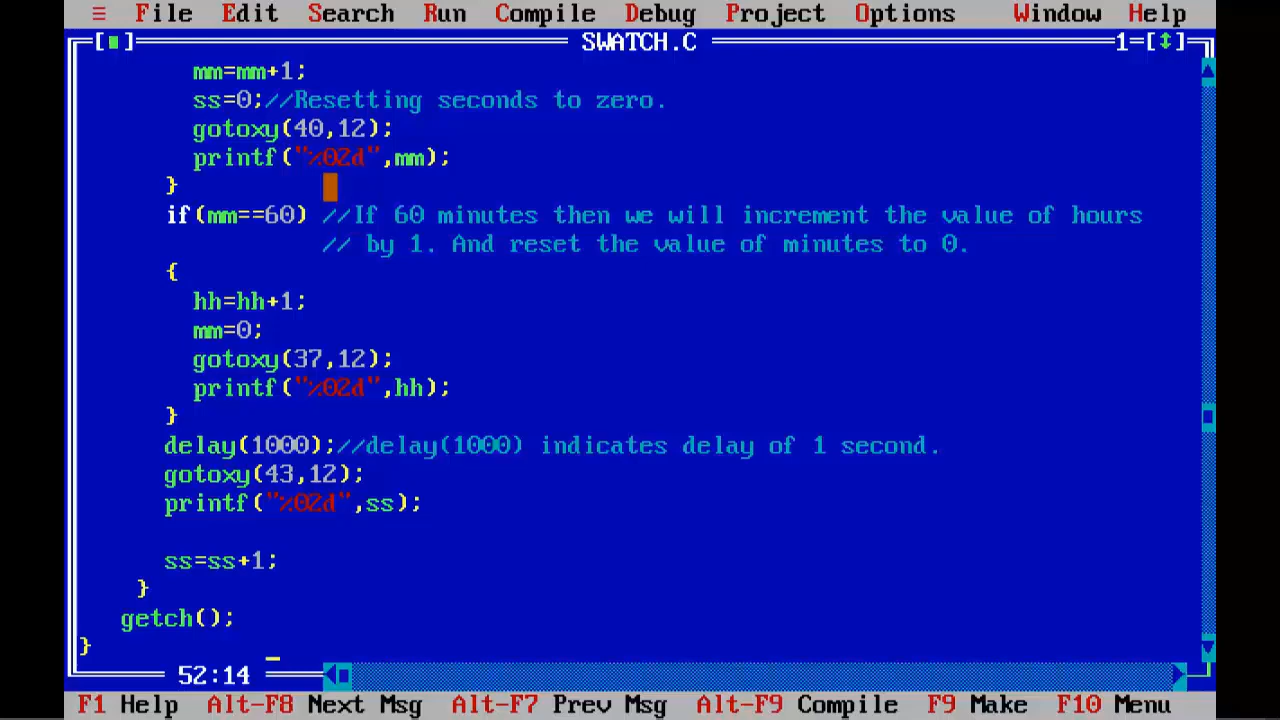 ≡ File Edit Search Run Compile Debug Project Options Window Help
[■] SWATCH.C 1=[↕]
mm=mm+1;
ss=0;//Resetting seconds to zero.
gotoxy(40,12);
printf("%02d",mm);
}
if(mm==60) //If 60 minutes then we will increment the value of hours
// by 1. And reset the value of minutes to 0.
{
hh=hh+1;
mm=0;
gotoxy(37,12);
printf("%02d",hh);
}
delay(1000);//delay(1000) indicates delay of 1 second.
gotoxy(43,12);
printf("%02d",ss);
ss=ss+1;
}
getch();
}
52:14
F1 Help Alt-F8 Next Msg Alt-F7 Prev Msg Alt-F9 Compile F9 Make F10 Menu